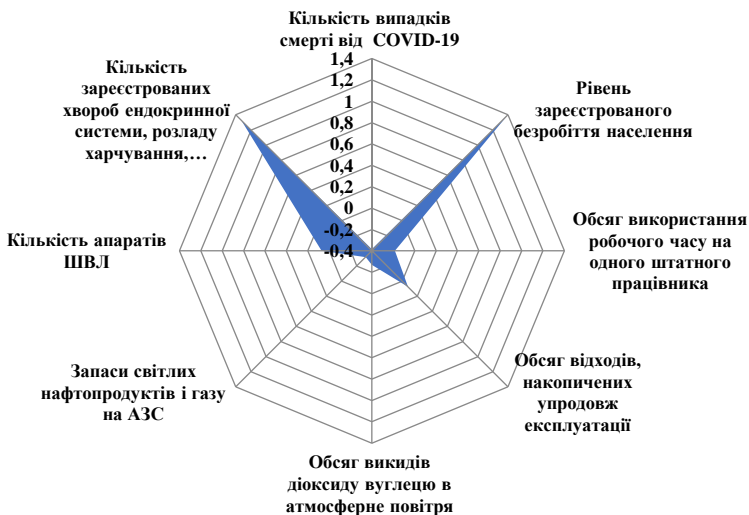 Кількість випадків
смерті від COVID-19
Рівень
зареєстрованого
безробіття населення
Обсяг використання
робочого часу на
одного штатного
працівника
Обсяг відходів,
накопичених
упродовж
експлуатації
Обсяг викидів
діоксиду вуглецю в
атмосферне повітря
Запаси світлих
нафтопродуктів і газу
на АЗС
Кількість апаратів
ШВЛ
Кількість
зареєстрованих
хвороб ендокринної
системи, розладу
харчування,…
1,4
1,2
1
0,8
0,6
0,4
0,2
0
-0,2
-0,4